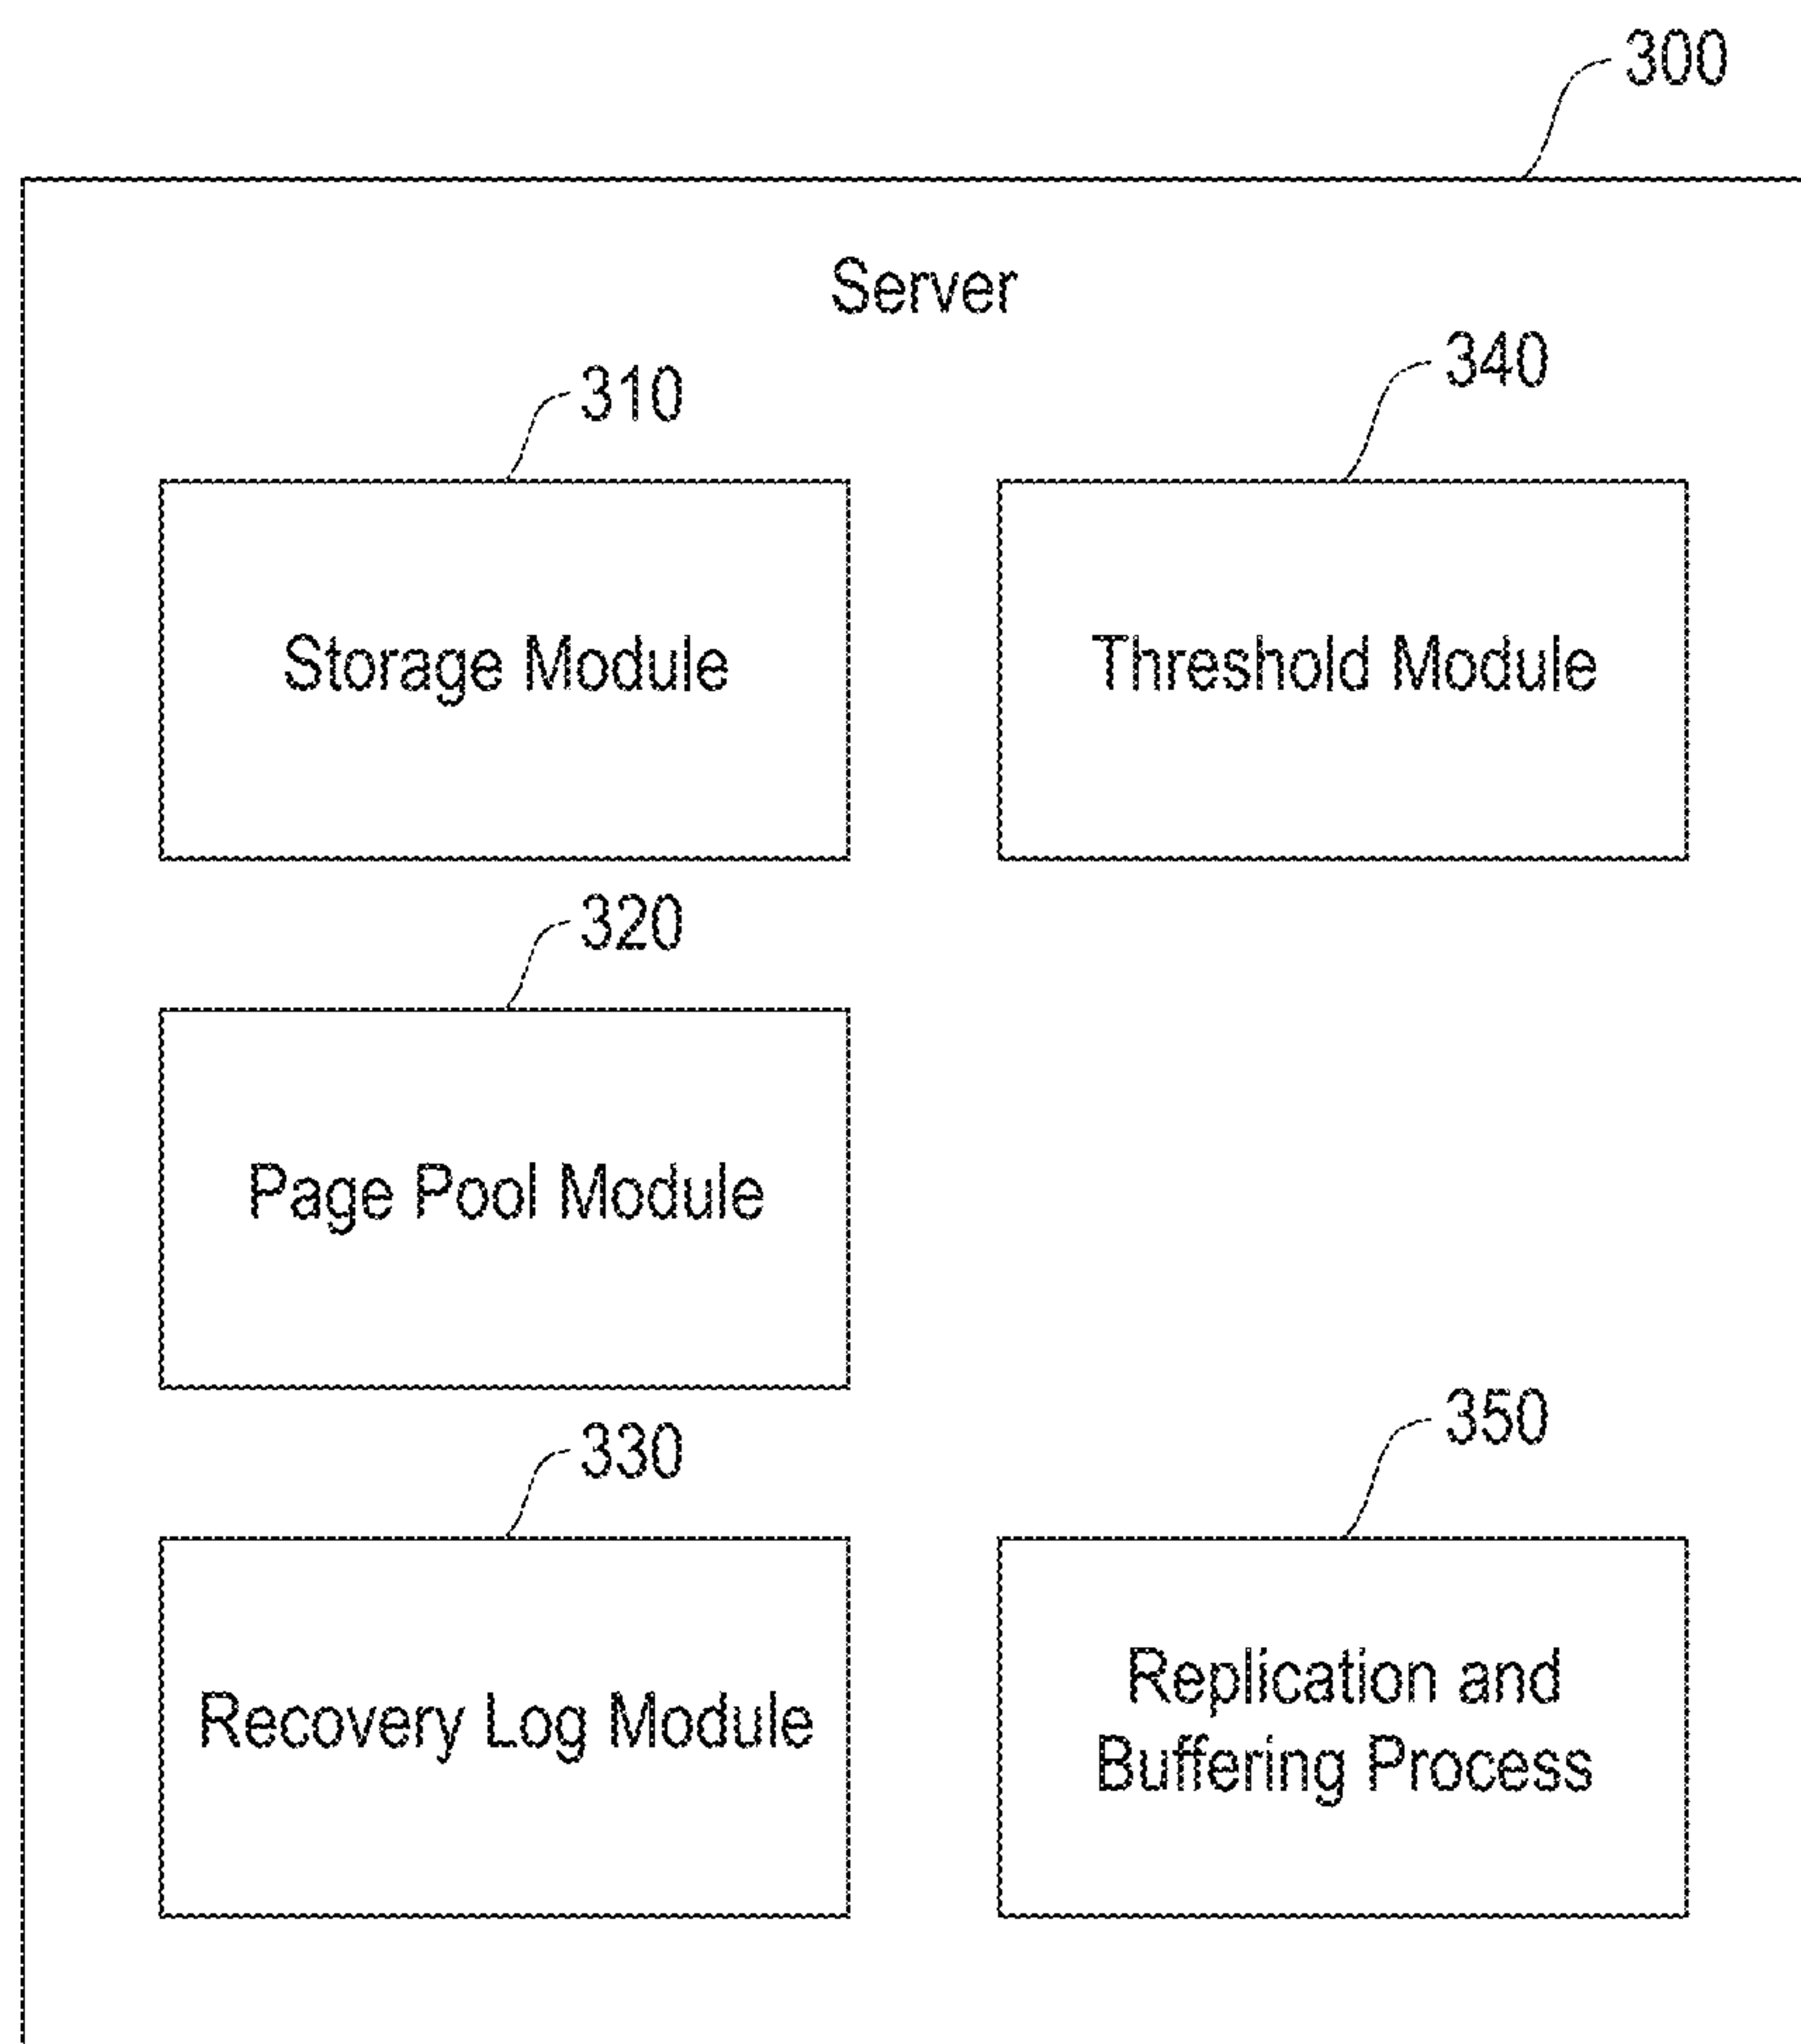 300
Server
310
340
Storage Module
Threshold Module
320
Page Pool Module
330
350
Recovery Log Module
Replication and
Buffering Process